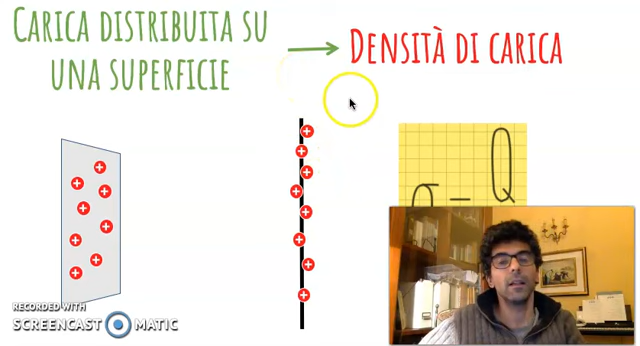 CARICA DISTRIBUITA SU
UNA SUPERFICIE
DENSITÀ DI CARICA
σ = Q
RECORDED WITH
SCREENCAST MATIC